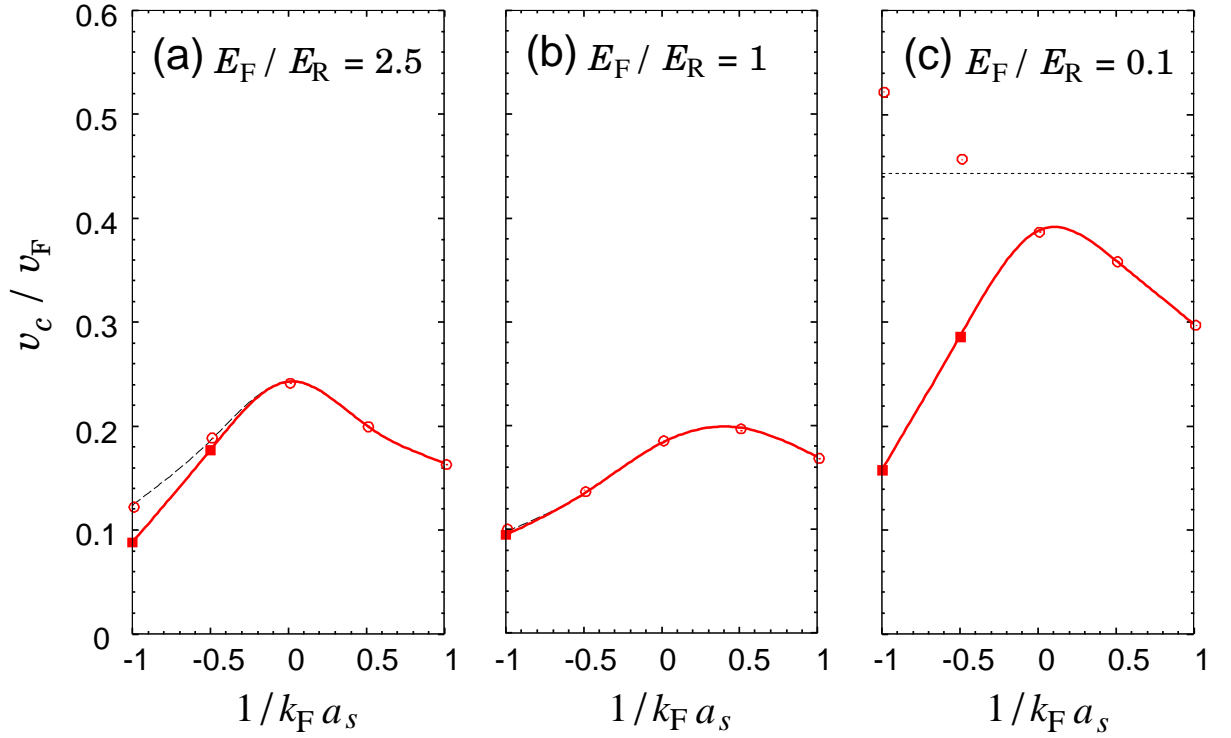 (a) E_F / E_R = 2.5
(b) E_F / E_R = 1
(c) E_F / E_R = 0.1
v_c / v_F
0.6
0.5
0.4
0.3
0.2
0.1
0
-1 -0.5 0 0.5 1
-1 -0.5 0 0.5 1
-1 -0.5 0 0.5 1
1 / k_F a_s
1 / k_F a_s
1 / k_F a_s